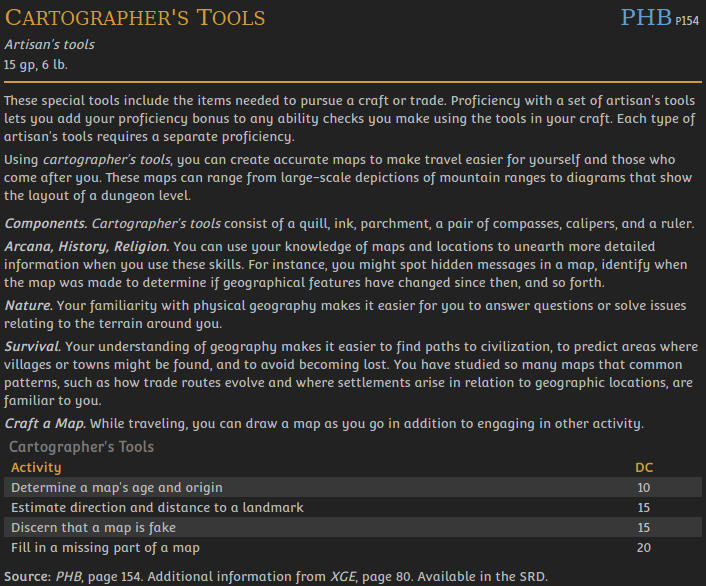 CARTOGRAPHER'S TOOLS PHB P154
Artisan's tools
15 gp, 6 lb.
These special tools include the items needed to pursue a craft or trade. Proficiency with a set of artisan's tools
lets you add your proficiency bonus to any ability checks you make using the tools in your craft. Each type of
artisan's tools requires a separate proficiency.
Using cartographer's tools, you can create accurate maps to make travel easier for yourself and those who
come after you. These maps can range from large-scale depictions of mountain ranges to diagrams that show
the layout of a dungeon level.
Components. Cartographer's tools consist of a quill, ink, parchment, a pair of compasses, calipers, and a ruler.
Arcana, History, Religion. You can use your knowledge of maps and locations to unearth more detailed
information when you use these skills. For instance, you might spot hidden messages in a map, identify when
the map was made to determine if geographical features have changed since then, and so forth.
Nature. Your familiarity with physical geography makes it easier for you to answer questions or solve issues
relating to the terrain around you.
Survival. Your understanding of geography makes it easier to find paths to civilization, to predict areas where
villages or towns might be found, and to avoid becoming lost. You have studied so many maps that common
patterns, such as how trade routes evolve and where settlements arise in relation to geographic locations, are
familiar to you.
Craft a Map. While traveling, you can draw a map as you go in addition to engaging in other activity.
Cartographer's Tools
Activity DC
Determine a map's age and origin 10
Estimate direction and distance to a landmark 15
Discern that a map is fake 15
Fill in a missing part of a map 20
Source: PHB, page 154. Additional information from XGE, page 80. Available in the SRD.